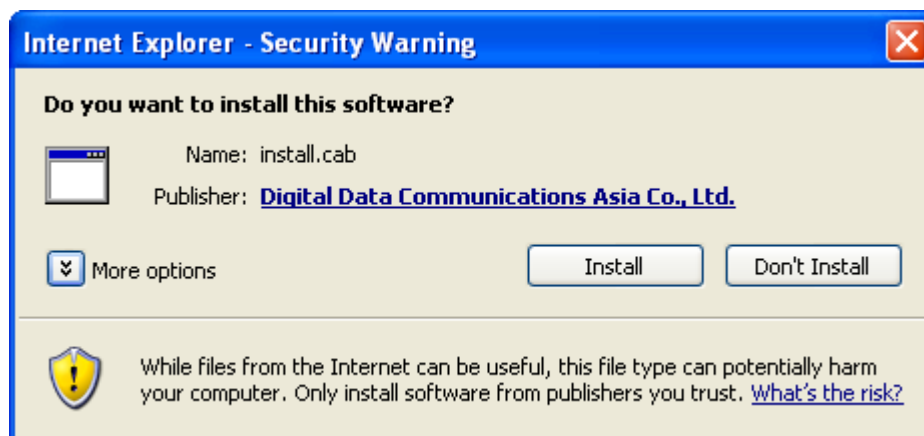 Internet Explorer - Security Warning
Do you want to install this software?
Name: install.cab
Publisher: Digital Data Communications Asia Co., Ltd.
More options
Install
Don't Install
While files from the Internet can be useful, this file type can potentially harm
your computer. Only install software from publishers you trust. What's the risk?